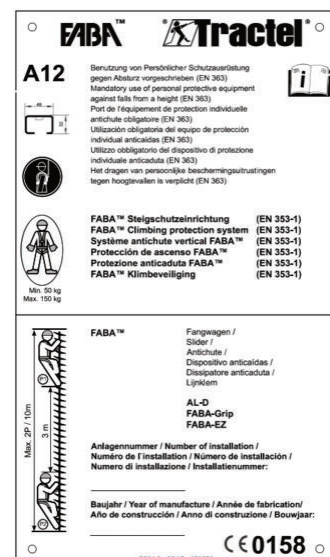 FABA™ Tractel®
A12
Benutzung von Persönlicher Schutzausrüstung
gegen Absturz vorgeschrieben (EN 363)
Mandatory use of personal protective equipment
against falls from a height (EN 363)
Port de l'équipement de protection individuelle
antichute obligatoire (EN 363)
Utilización obligatoria del equipo de protección
individual anticaidas (EN 363)
Utilizzo obbligatorio del dispositivo di protezione
individuale anticaduta (EN 363)
Het dragen van persoonlijke beschermingsuitrustingen
tegen hoogtevallen is verplicht (EN 363)
i
FABA™ Steigschutzeinrichtung (EN 353-1)
FABA™ Climbing protection system (EN 353-1)
Système antichute vertical FABA™ (EN 353-1)
Protección de ascenso FABA™ (EN 353-1)
Protezione anticaduta FABA™ (EN 353-1)
FABA™ Klimbeveiliging (EN 353-1)
Min. 50 kg
Max. 150 kg
FABA™
Fangwagen /
Slider /
Antichute /
Dispositivo anticaídas /
Dissipatore anticaduta /
Lijnklem
AL-D
FABA-Grip
FABA-EZ
Max. 2P / 10m
3 m
Anlagennummer / Number of installation /
Numéro de l'installation / Número de instalación /
Numero di installazione / Installatienummer:
Baujahr / Year of manufacture / Année de fabrication/
Año de construcción / Anno di construzione / Bouwjaar:
CE0158